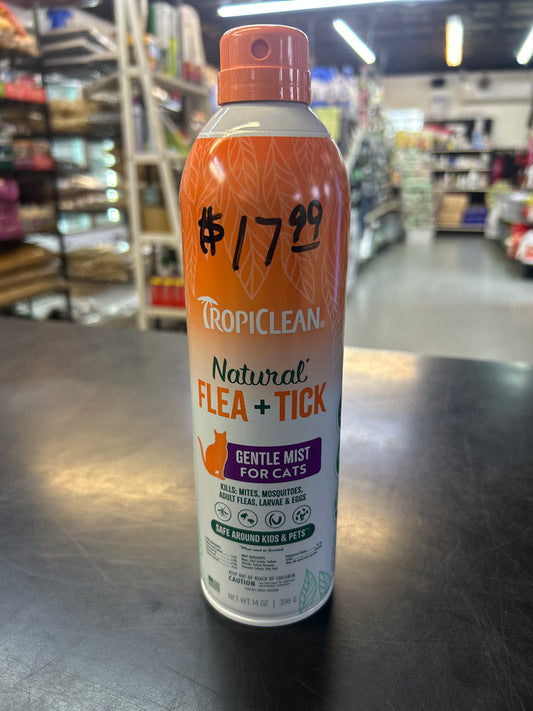 $17.99
TROPICLEAN®
Natural*
FLEA + TICK
GENTLE MIST
FOR CATS
KILLS: MITES, MOSQUITOES,
ADULT FLEAS, LARVAE & EGGS
SAFE AROUND KIDS & PETS**
KEEP OUT OF REACH OF CHILDREN
CAUTION
NET WT. 14 OZ | 396 G